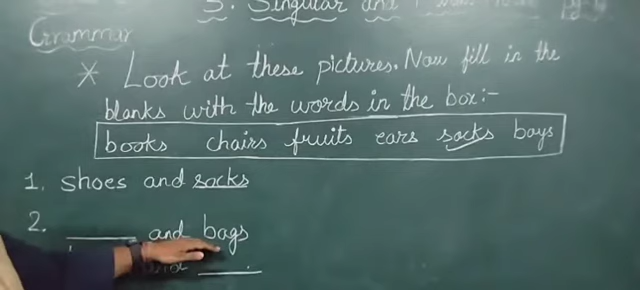 3. Singular and
Grammar
* Look at these pictures. Now fill in the
blanks with the words in the box:-
books chairs fruits ears socks boys
1. shoes and socks
2. ______ and bags
______.